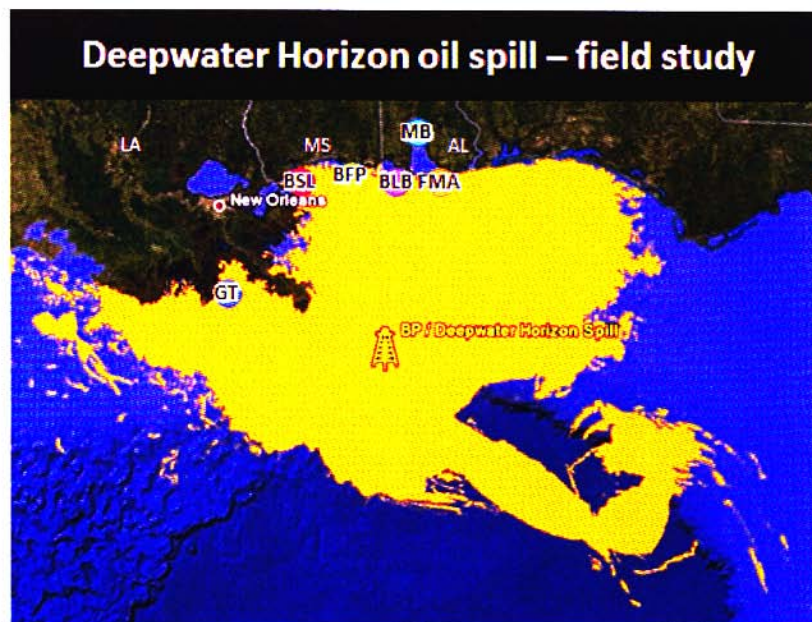 Deepwater Horizon oil spill – field study
LA
MS
MB
AL
BSL
BFP
BLB
FMA
New Orleans
GT
BP / Deepwater Horizon Spill